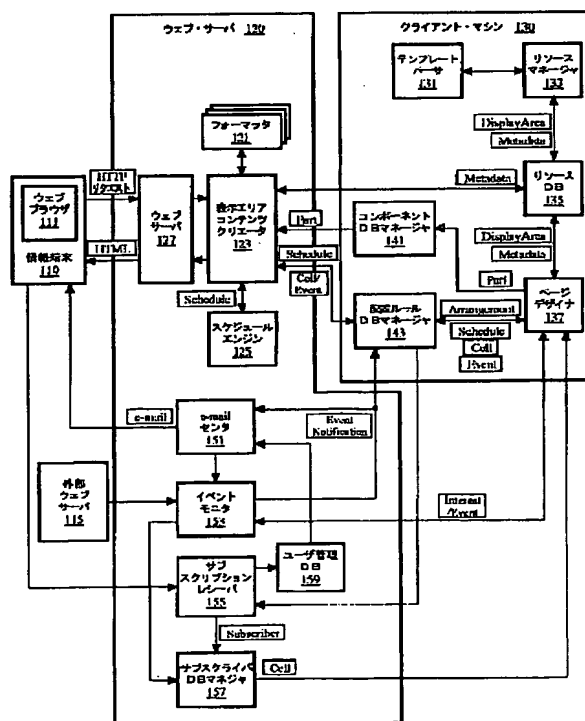 ウェブ・サーバ 120
クライアント・マシン 130
フォーマッタ
121
テンプレート
パーサ
131
リソース
マネージャ
DisplayArea
Metadata
HTTP
リクエスト
ウェブ
ブラウザ
111
情報端末
110
HTML
ウェブ
サーバ
127
表示エリア
コンテンツ
クリエータ
123
Metadata
リソース
DB
135
Part
コンポーネント
DBマネージャ
141
DisplayArea
Metadata
Schedule
Cell/
Event
Part
ページ
デザイナ
137
Schedule
スケジュール
エンジン
125
ルール
DBマネージャ
143
Arrangement
Schedule
Cell
Event
e-mail
e-mail
センタ
151
Event
Notification
外部
ウェブ
サーバ
115
イベント
モニタ
153
Interest
/Event
サブ
スクリプション
レシーバ
155
ユーザ管理
DB
159
Subscriber
サブスクライバ
DBマネジャ
157
Cell